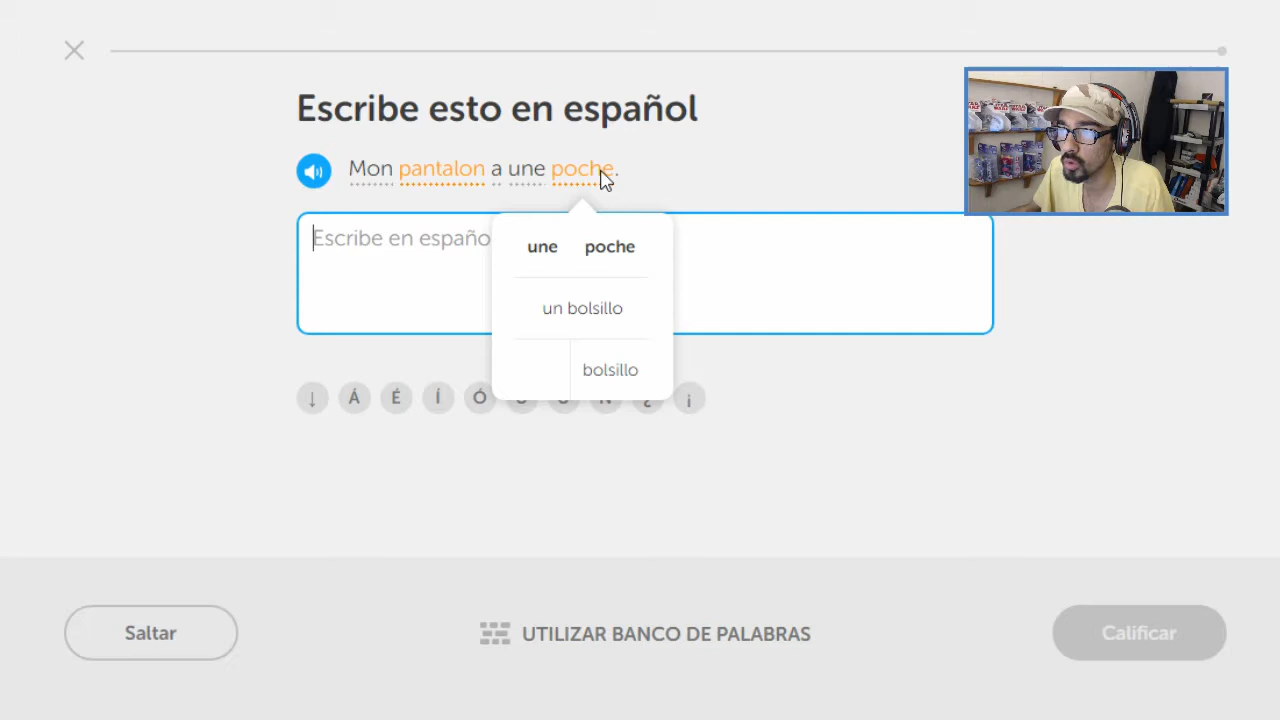 Escribe esto en español
Mon pantalon a une poche.
Escribe en españo
une poche
un bolsillo
bolsillo
↓ Á É Í Ó
Saltar
UTILIZAR BANCO DE PALABRAS
Calificar